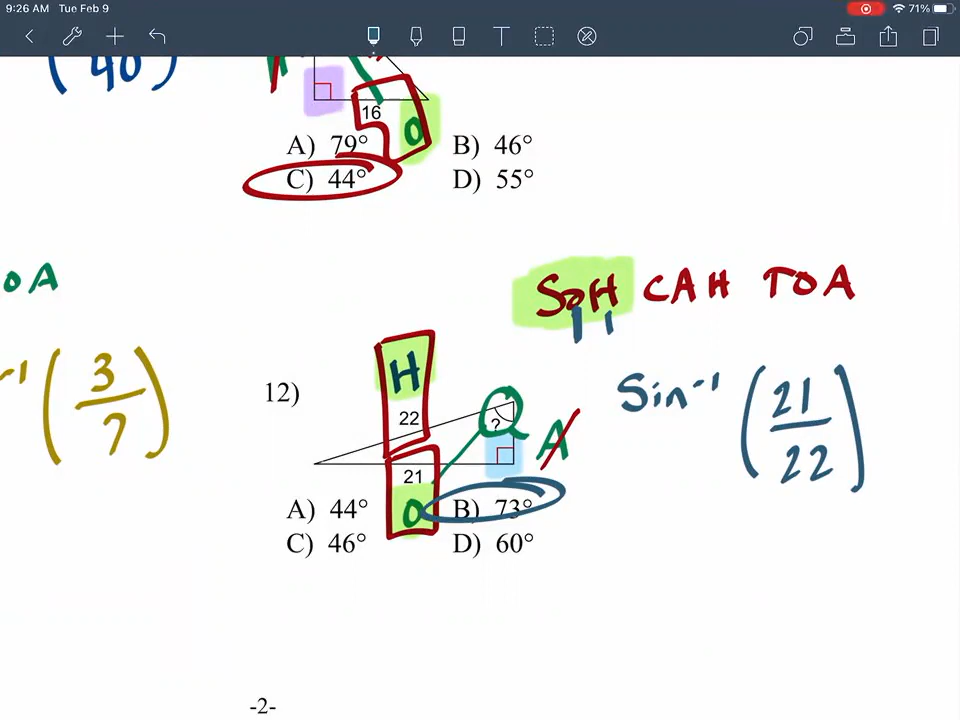 9:26 AM Tue Feb 9
71%
T
(40)
16
O
A) 79° B) 46°
C) 44° D) 55°
OA
SOH CAH TOA
-1 (3/7)
12)
H
22
?
A
Sin-1 (21/22)
21
O
A) 44° B) 73°
C) 46° D) 60°
-2-